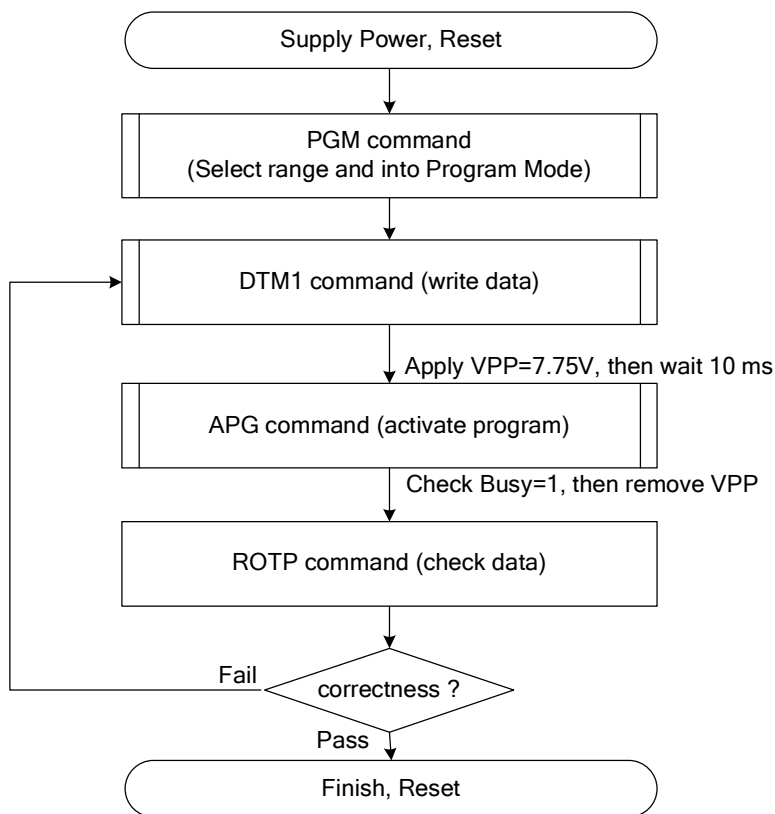 Supply Power, Reset
PGM command
(Select range and into Program Mode)
DTM1 command (write data)
Apply VPP=7.75V, then wait 10 ms
APG command (activate program)
Check Busy=1, then remove VPP
ROTP command (check data)
Fail
correctness ?
Pass
Finish, Reset